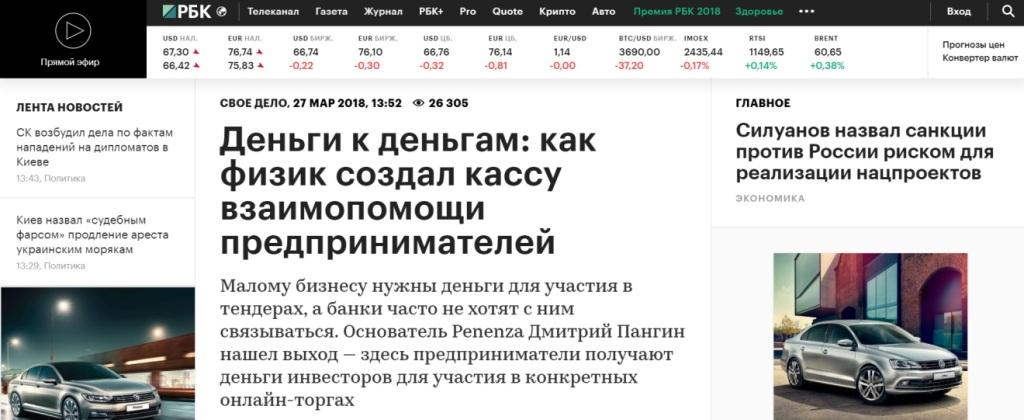 РБК Телеканал Газета Журнал РБК+ Pro Quote Крипто Авто Премия РБК 2018 Здоровье ••• Вход
Прямой эфир
USD НАЛ. EUR НАЛ. USD БИРЖ. EUR БИРЖ. USD ЦБ. EUR ЦБ. EUR/USD BTC/USD БИРЖ. IMOEX RTSI BRENT
67,30 76,74 66,74 76,10 66,76 76,14 1,14 3690,00 2435,44 1149,65 60,65
66,42 75,83 -0,22 -0,30 -0,32 -0,81 -0,00 -37,20 -0,17% +0,14% +0,38%
Прогнозы цен
Конвертер валют
ЛЕНТА НОВОСТЕЙ
СК возбудил дела по фактам
нападений на дипломатов в
Киеве
13:43, Политика
Киев назвал «судебным
фарсом» продление ареста
украинским морякам
13:29, Политика
СВОЕ ДЕЛО, 27 МАР 2018, 13:52 26 305
Деньги к деньгам: как
физик создал кассу
взаимопомощи
предпринимателей
Малому бизнесу нужны деньги для участия в
тендерах, а банки часто не хотят с ним
связываться. Основатель Penenza Дмитрий Пангин
нашел выход — здесь предприниматели получают
деньги инвесторов для участия в конкретных
онлайн-торгах
ГЛАВНОЕ
Силуанов назвал санкции
против России риском для
реализации нацпроектов
ЭКОНОМИКА